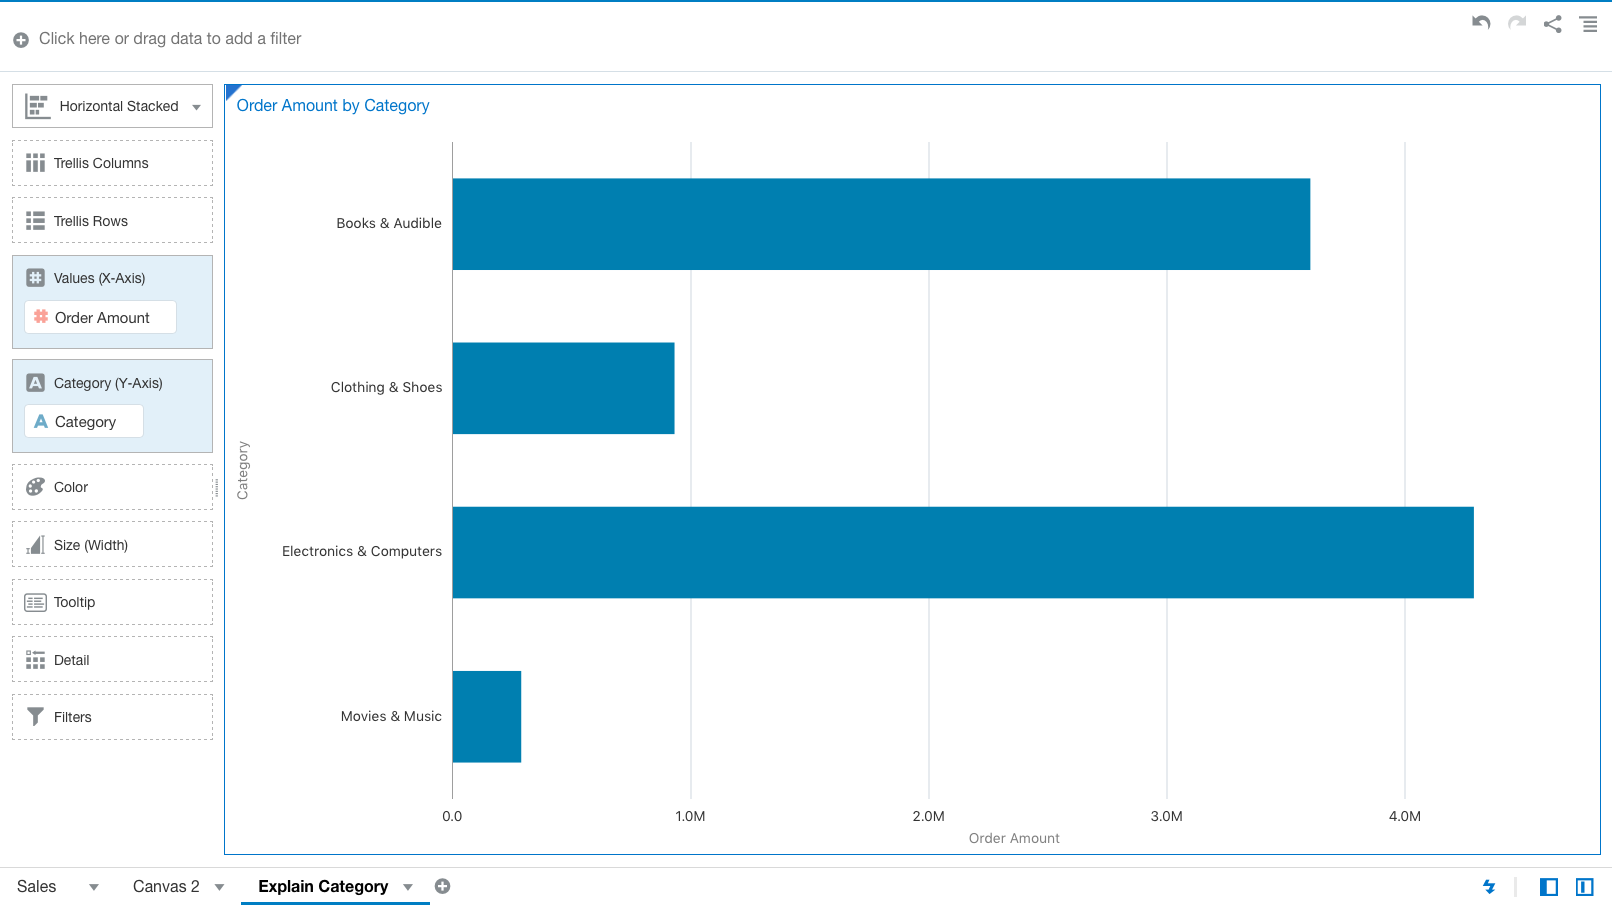 Click here or drag data to add a filter
Horizontal Stacked
Trellis Columns
Trellis Rows
Values (X-Axis)
Order Amount
Category (Y-Axis)
A Category
Color
Size (Width)
Tooltip
Detail
Filters
Order Amount by Category
Category
Books & Audible
Clothing & Shoes
Electronics & Computers
Movies & Music
0.0 1.0M 2.0M 3.0M 4.0M
Order Amount
Sales Canvas 2 Explain Category